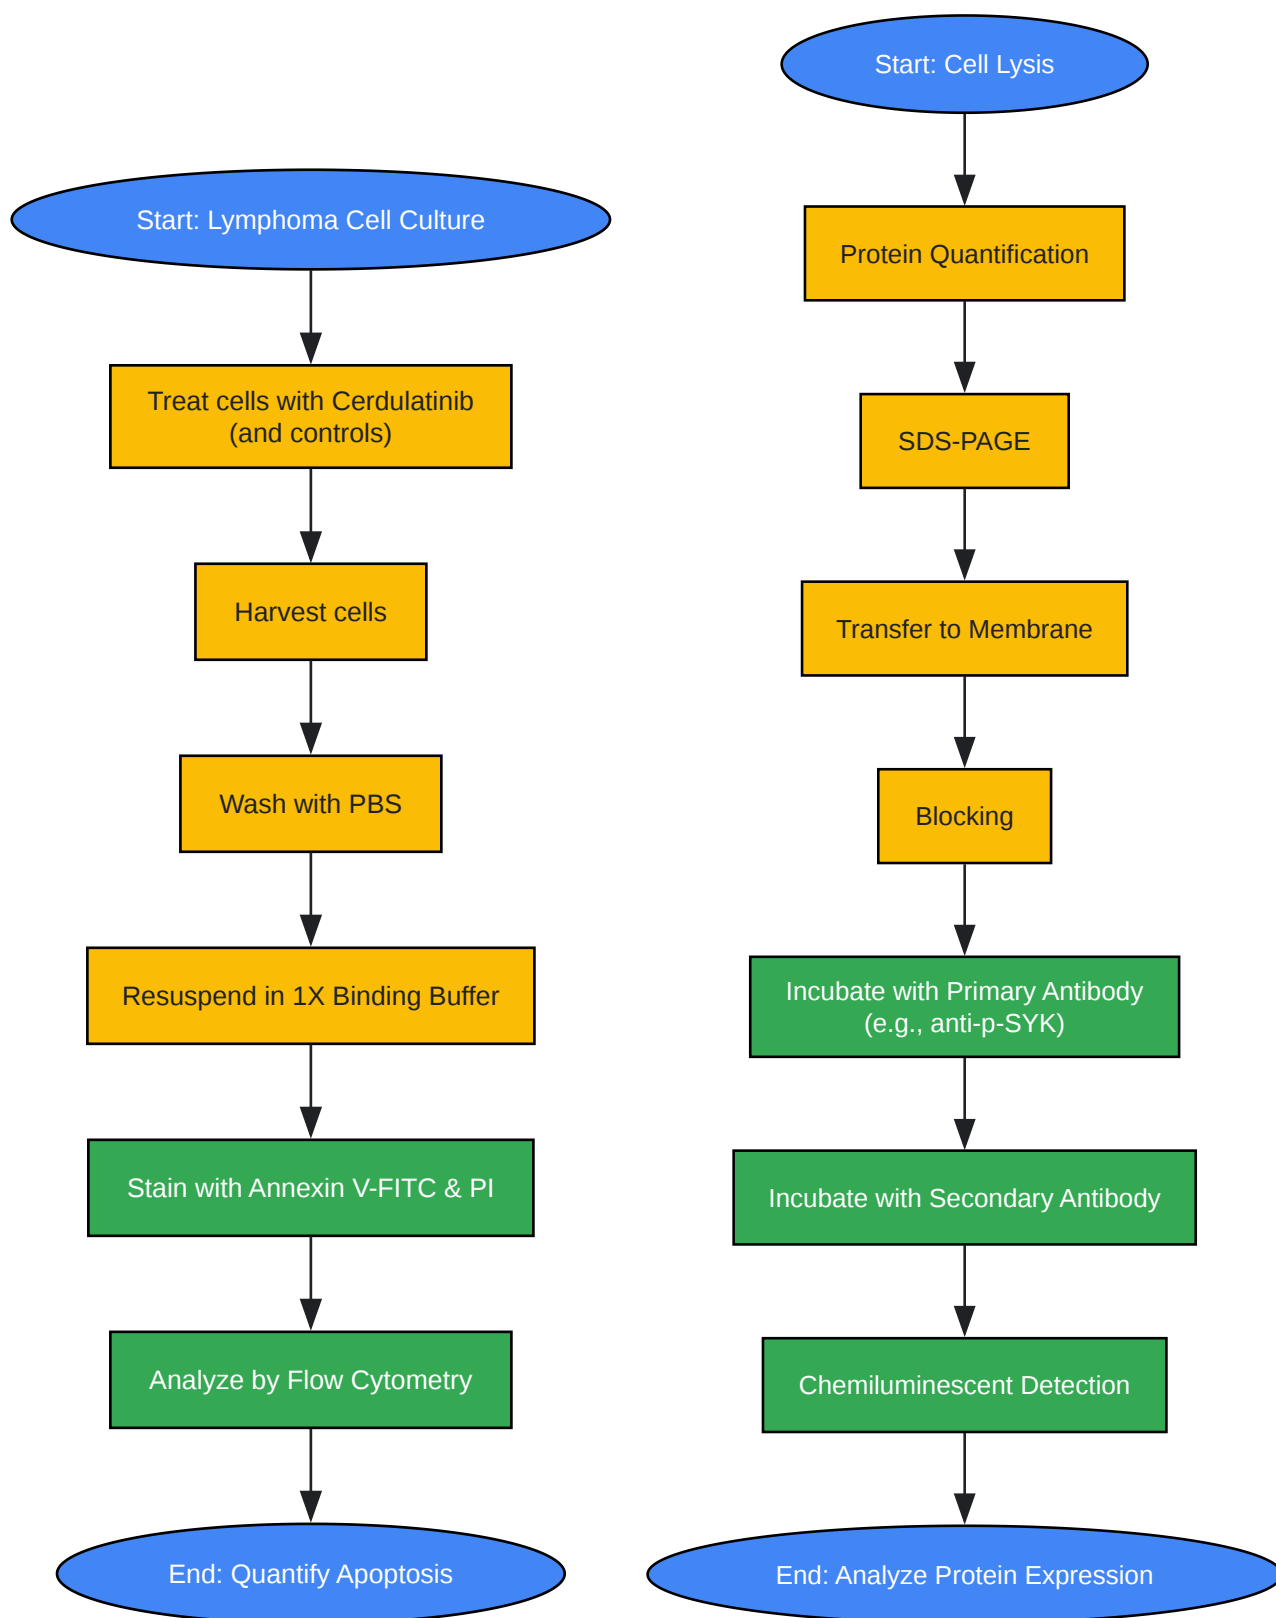 Start: Lymphoma Cell Culture
Treat cells with Cerdulatinib
(and controls)
Harvest cells
Wash with PBS
Resuspend in 1X Binding Buffer
Stain with Annexin V-FITC & PI
Analyze by Flow Cytometry
End: Quantify Apoptosis
Start: Cell Lysis
Protein Quantification
SDS-PAGE
Transfer to Membrane
Blocking
Incubate with Primary Antibody
(e.g., anti-p-SYK)
Incubate with Secondary Antibody
Chemiluminescent Detection
End: Analyze Protein Expression